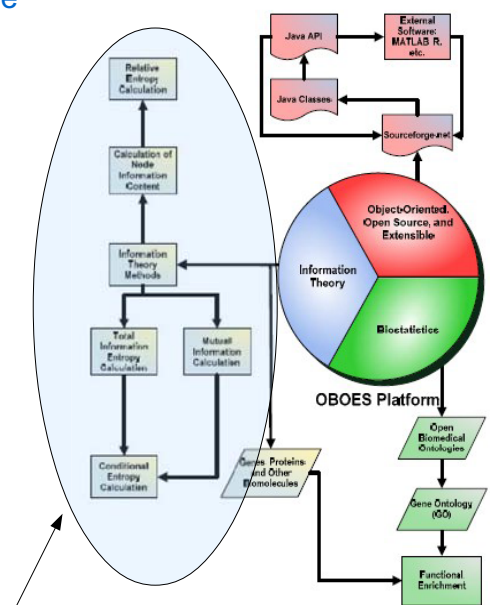 e
Java API
External
Software:
MATLAB R.
etc.
Java Classes
Sourceforge.net
Relative
Entropy
Calculation
Calculation of
Node
Information
Content
Information
Theory
Methods
Total
Information
Entropy
Calculation
Mutual
Information
Calculation
Conditional
Entropy
Calculation
Object-Oriented.
Open Source, and
Extensible
Information
Theory
Biostatistics
OBOES Platform
Genes Proteins
and Other
Biomolecules
Open
Biomedical
Ontologies
Gene Ontology
(GO)
Functional
Enrichment